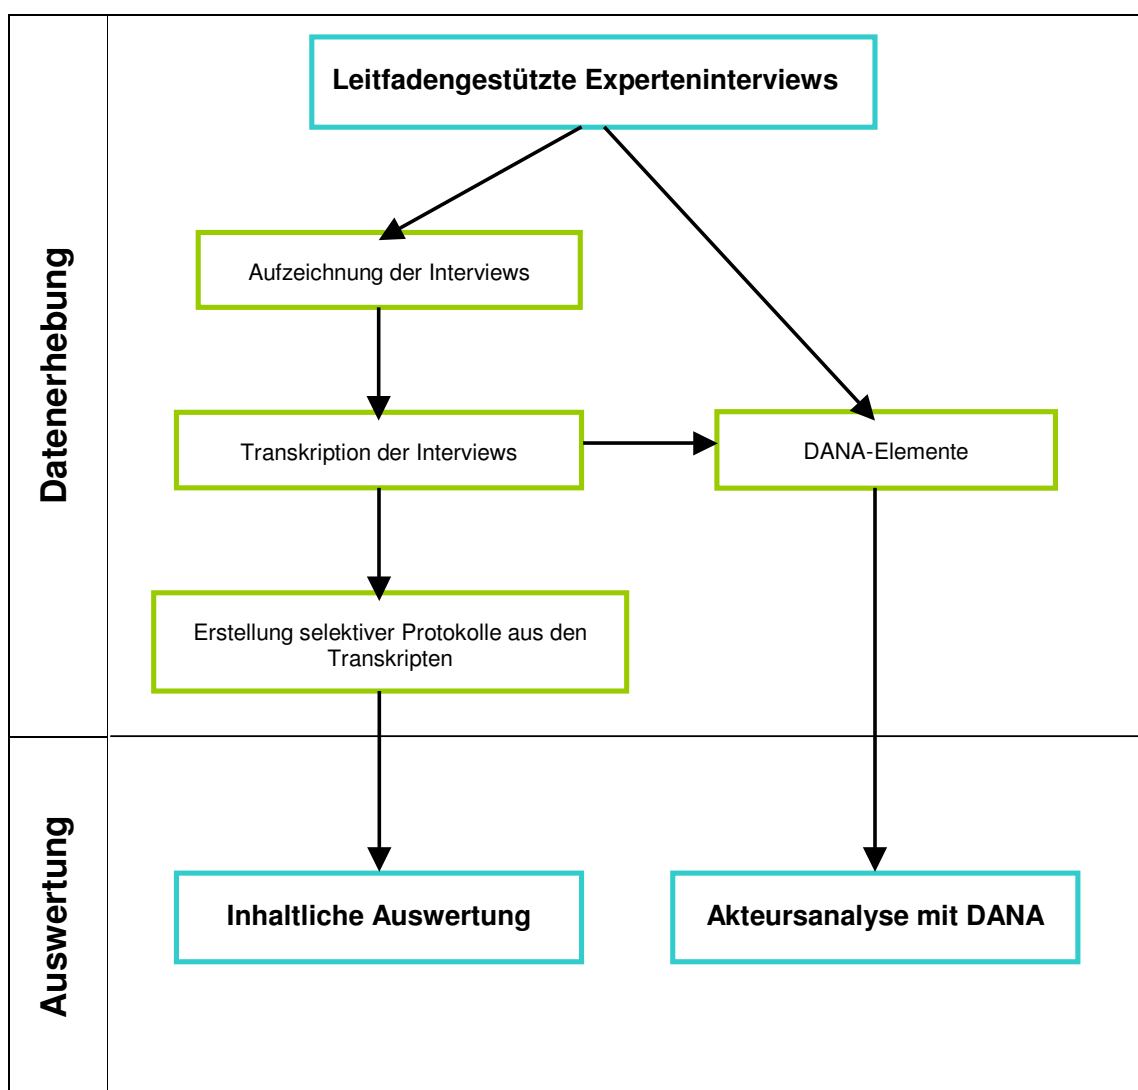 Datenerhebung
Leitfadengestützte Experteninterviews
Aufzeichnung der Interviews
Transkription der Interviews
DANA-Elemente
Erstellung selektiver Protokolle aus den
Transkripten
Auswertung
Inhaltliche Auswertung
Akteursanalyse mit DANA